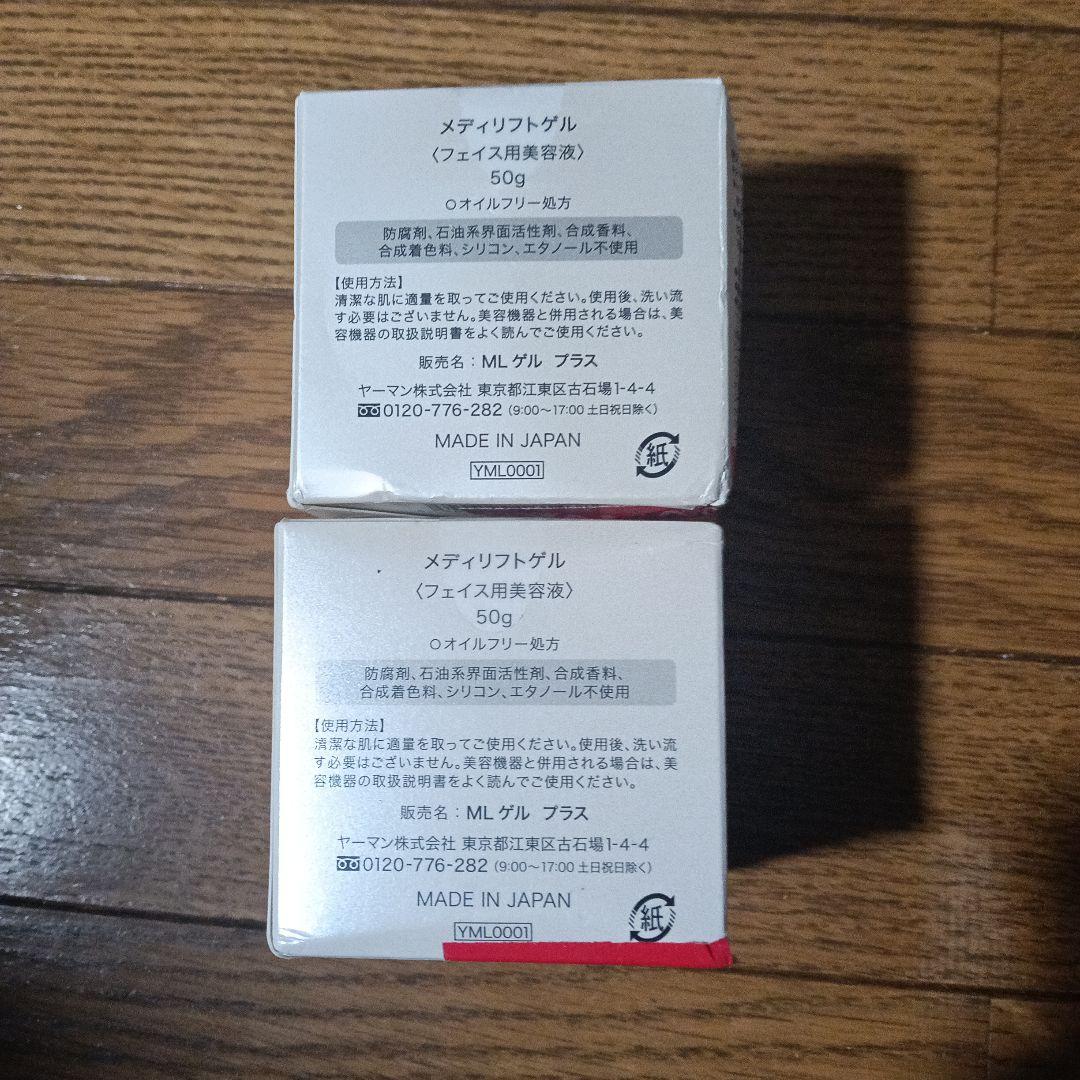 メディリフトゲル
〈フェイス用美容液〉
50g
○オイルフリー処方
防腐剤、石油系界面活性剤、合成香料、
合成着色料、シリコン、エタノール不使用
【使用方法】
清潔な肌に適量を取ってご使用ください。使用後、洗い流
す必要はございません。美容機器と併用される場合は、美
容機器の取扱説明書をよく読んでご使用ください。
販売名：ML ゲル プラス
ヤーマン株式会社 東京都江東区古石場1-4-4
0120-776-282（9:00〜17:00 土日祝日除く）
MADE IN JAPAN
紙
YML0001
メディリフトゲル
〈フェイス用美容液〉
50g
○オイルフリー処方
防腐剤、石油系界面活性剤、合成香料、
合成着色料、シリコン、エタノール不使用
【使用方法】
清潔な肌に適量を取ってご使用ください。使用後、洗い流
す必要はございません。美容機器と併用される場合は、美
容機器の取扱説明書をよく読んでご使用ください。
販売名：ML ゲル プラス
ヤーマン株式会社 東京都江東区古石場1-4-4
0120-776-282（9:00〜17:00 土日祝日除く）
MADE IN JAPAN
紙
YML0001